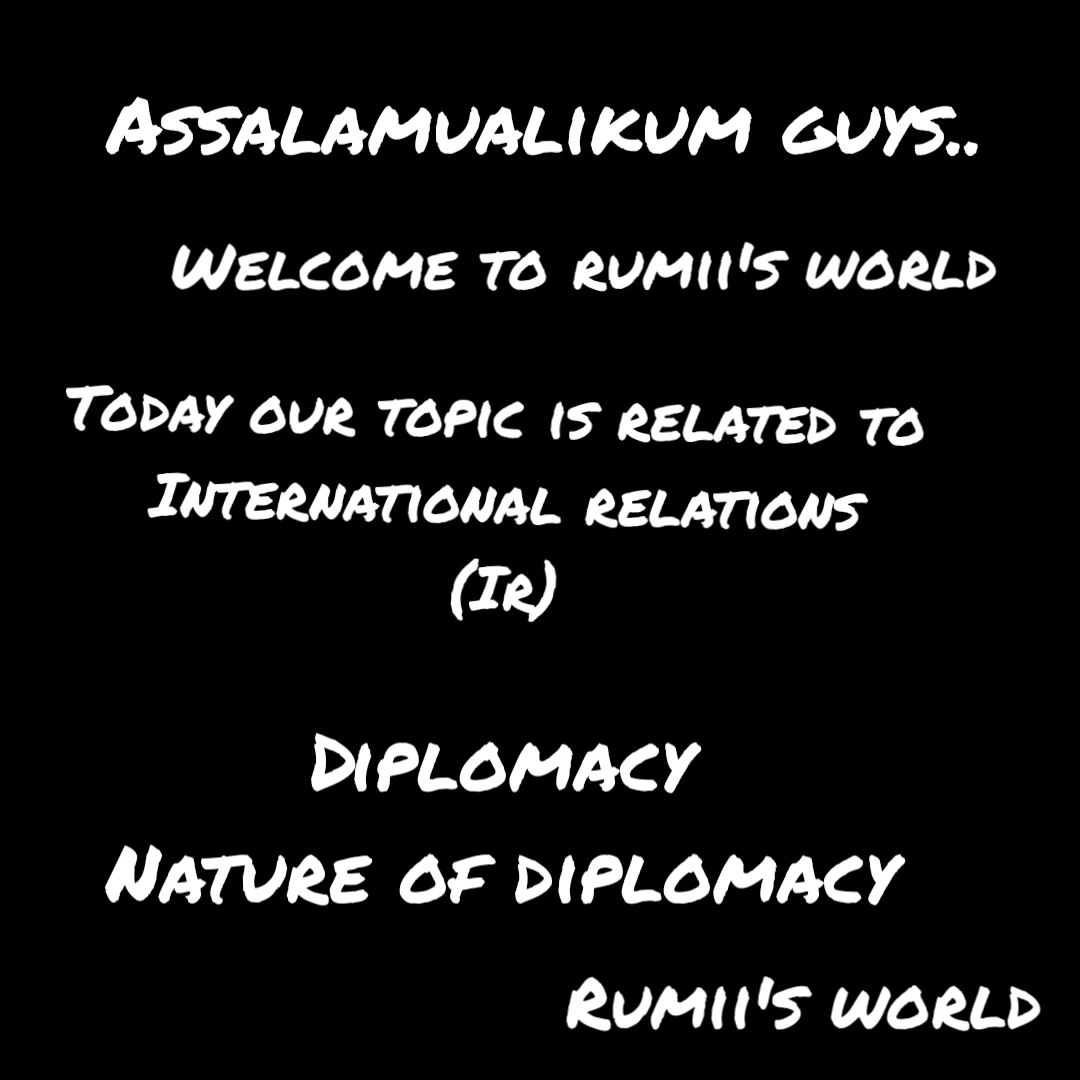 Assalamualikum guys..
Welcome to rumii's world
Today our topic is related to
International relations
(Ir)
Diplomacy
Nature of diplomacy
Rumii's world